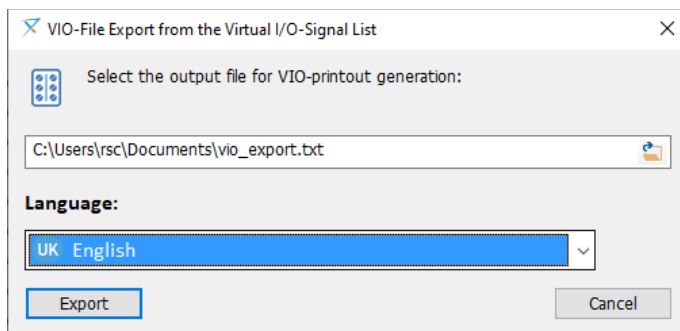 VIO-File Export from the Virtual I/O-Signal List
Select the output file for VIO-printout generation:
C:\Users\rsc\Documents\vio_export.txt
Language:
UK English
Export Cancel